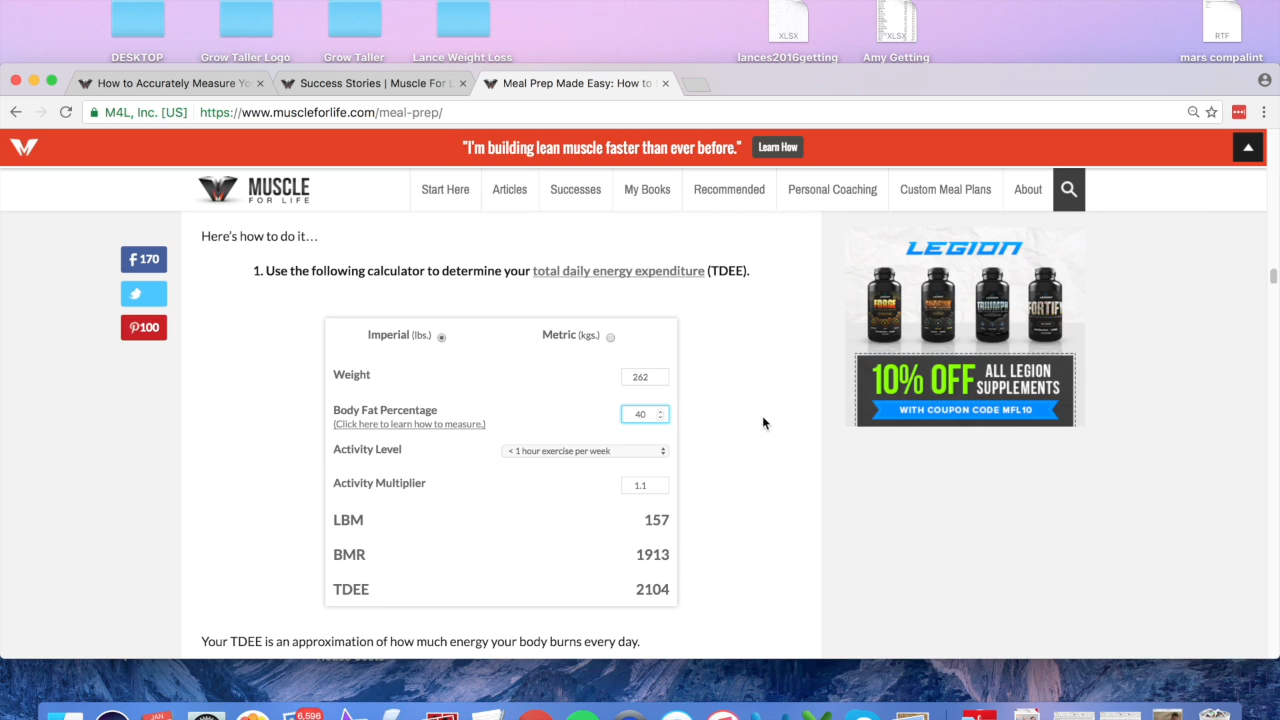 XLSX
XLSX
RTF
DESKTOP
Grow Taller Logo
Grow Taller
Lance Weight Loss
lances2016getting
Amy Getting
mars compalint
How to Accurately Measure Yo
Success Stories | Muscle For L
Meal Prep Made Easy: How to
M4L, Inc. [US]
https://www.muscleforlife.com/meal-prep/
"I'm building lean muscle faster than ever before."
Learn How
MUSCLE
FOR LIFE
Start Here
Articles
Successes
My Books
Recommended
Personal Coaching
Custom Meal Plans
About
Here's how to do it…
170
100
1. Use the following calculator to determine your total daily energy expenditure (TDEE).
Imperial (lbs.)
Metric (kgs.)
Weight
262
Body Fat Percentage
40
(Click here to learn how to measure.)
Activity Level
< 1 hour exercise per week
Activity Multiplier
1.1
LBM
157
BMR
1913
TDEE
2104
Your TDEE is an approximation of how much energy your body burns every day.
LEGION
FORGE
TRIUMPH
FORTIFY
10% OFF ALL LEGION
SUPPLEMENTS
WITH COUPON CODE MFL10
JAN
6,696